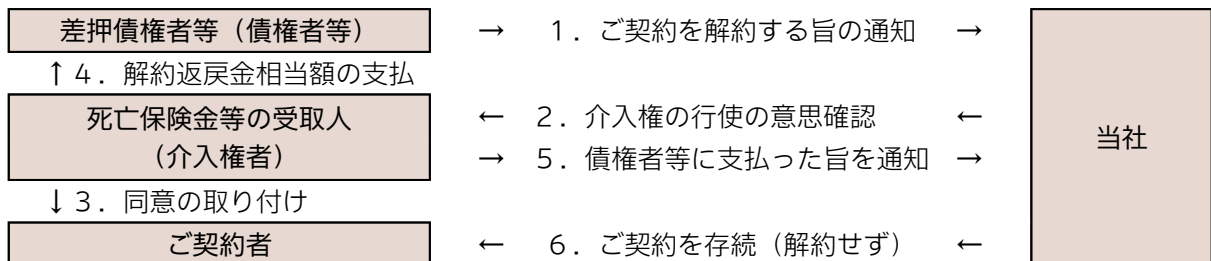 差押債権者等（債権者等） → １．ご契約を解約する旨の通知 →
↑４．解約返戻金相当額の支払
死亡保険金等の受取人 ← ２．介入権の行使の意思確認 ←
（介入権者） → ５．債権者等に支払った旨を通知 →
当社
↓３．同意の取り付け
ご契約者 ← ６．ご契約を存続（解約せず） ←